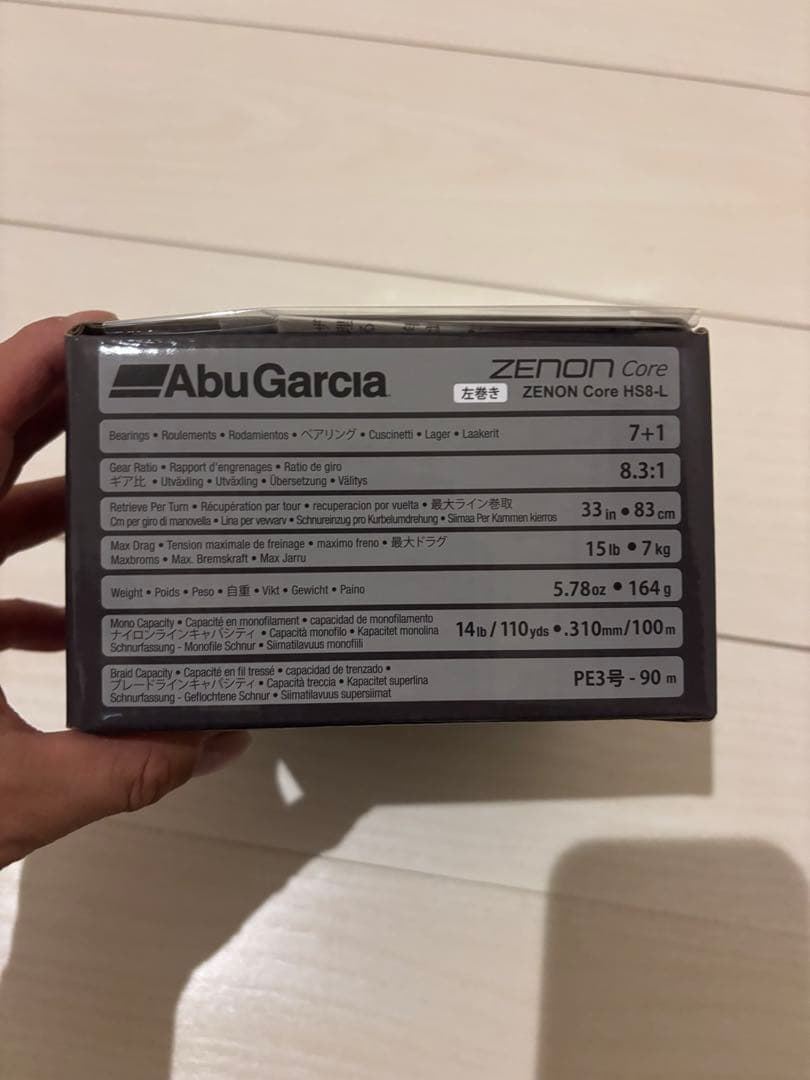 AbuGarcia
ZENON Core
左巻き ZENON Core HS8-L
Bearings • Roulements • Rodamientos • ベアリング • Cuscinetti • Lager • Laakerit 7+1
Gear Ratio • Rapport d'engrenages • Ratio de giro
ギア比 • Utväxling • Utväxling • Übersetzung • Välitys
8.3:1
Retrieve Per Turn • Récupération par tour • recuperacion por vuelta • 最大ライン巻取
Cm per giro di manovella • Lina per vevvarv • Schnureinzug pro Kurbelumdrehung • Siimaa Per Kammen kierros
33 in • 83 cm
Max Drag • Tension maximale de freinage • maximo freno • 最大ドラグ
Maxbroms • Max. Bremskraft • Max Jarru
15 lb • 7 kg
Weight • Poids • Peso • 自重 • Vikt • Gewicht • Paino 5.78oz • 164 g
Mono Capacity • Capacité en monofilament • capacidad de monofilamento
ナイロンラインキャパシティ • Capacità monofilo • Kapacitet monolina
Schnurfassung - Monofile Schnur • Siimatilavuus monofiili
14lb / 110yds • .310mm/100m
Braid Capacity • Capacité en fil tressé • capacidad de trenzado •
ブレードラインキャパシティ • Capacità treccia • Kapacitet superlina
Schnurfassung - Geflochtene Schnur • Siimatilavuus supersiimat
PE3号 - 90 m